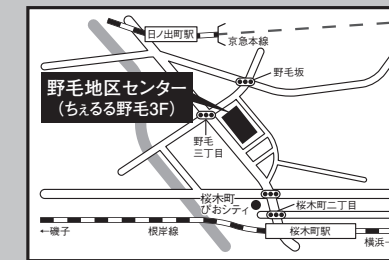 日ノ出町駅
京急本線
野毛坂
野毛地区センター
(ちぇるる野毛3F)
野毛
三丁目
桜木町
ぴおシティ
桜木町二丁目
←磯子
根岸線
桜木町駅
横浜→